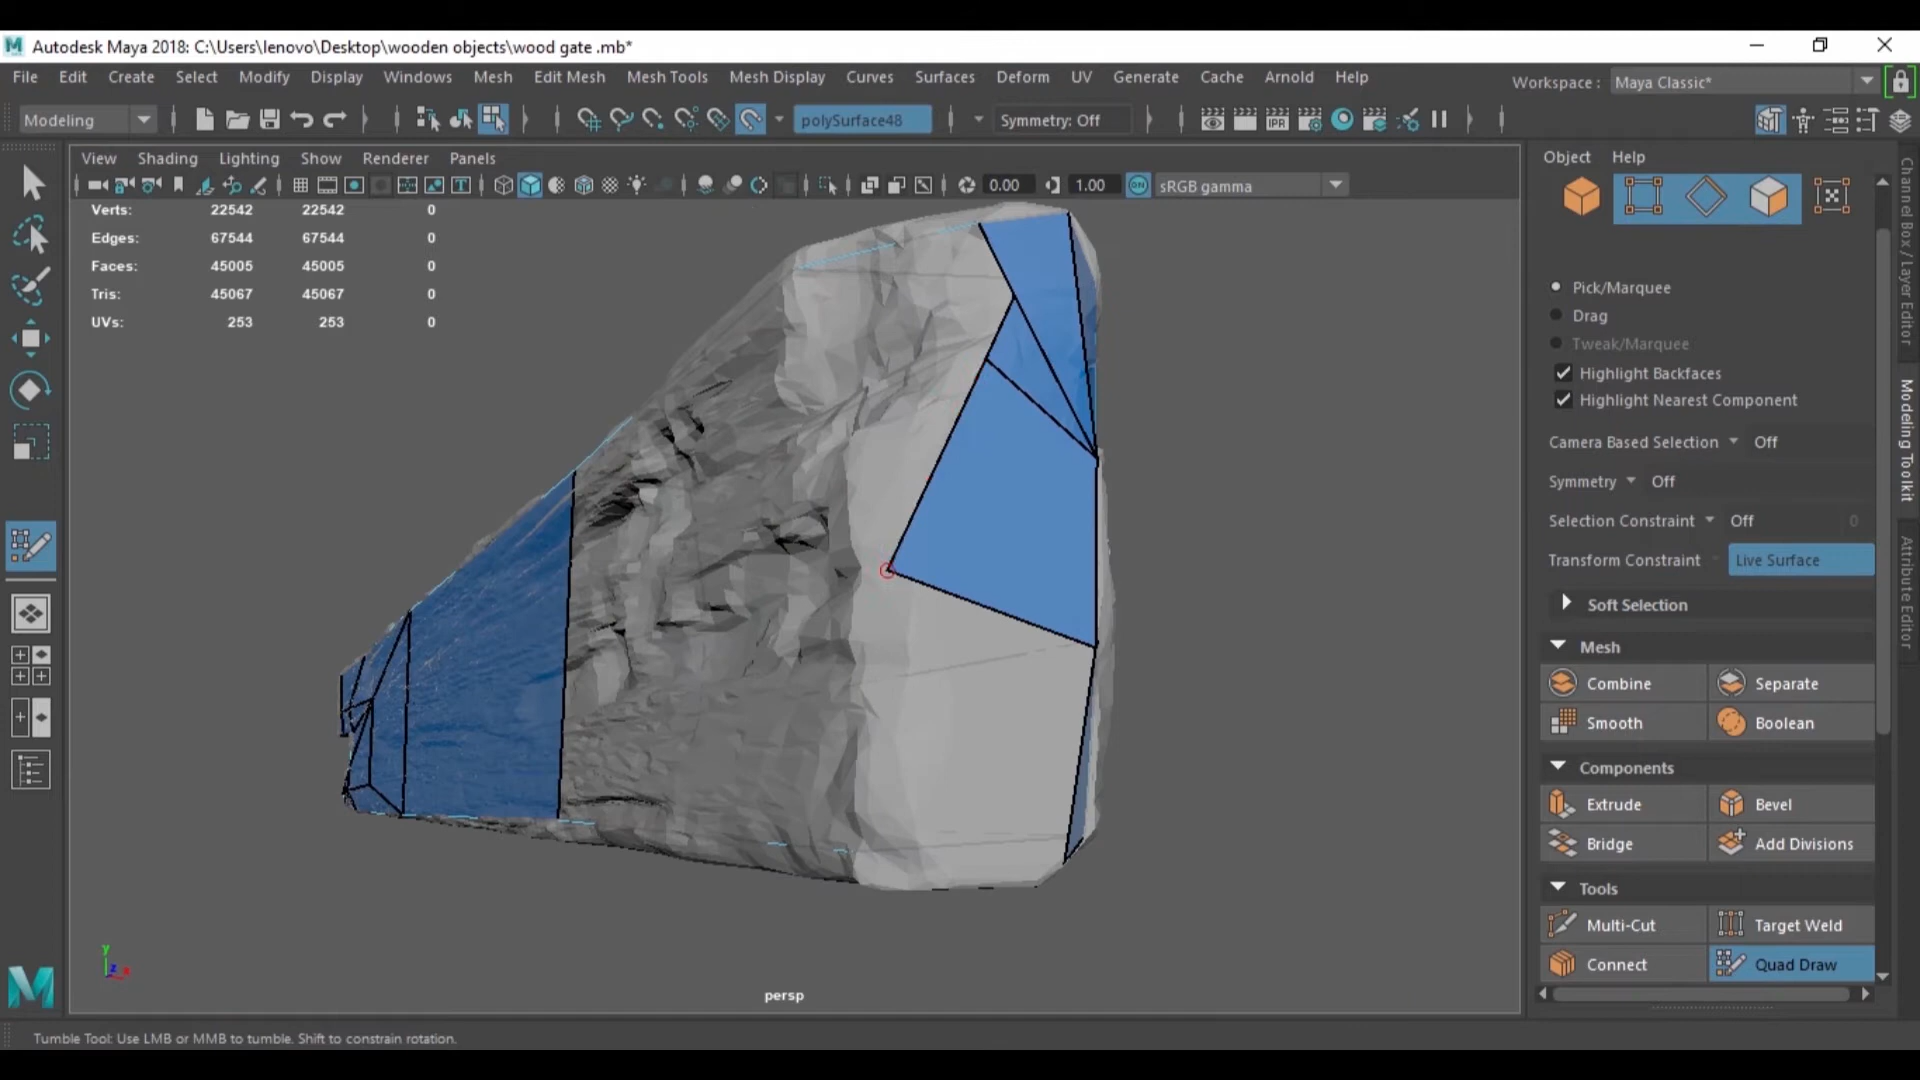 Autodesk Maya 2018: C:\Users\lenovo\Desktop\wooden objects\wood gate .mb*
File Edit Create Select Modify Display Windows Mesh Edit Mesh Mesh Tools Mesh Display Curves Surfaces Deform UV Generate Cache Arnold Help
Workspace : Maya Classic*
Modeling polySurface48 Symmetry: Off IPR
View Shading Lighting Show Renderer Panels
0.00 1.00 ON sRGB gamma
Verts: 22542 22542 0
Edges: 67544 67544 0
Faces: 45005 45005 0
Tris: 45067 45067 0
UVs: 253 253 0
y
z x
persp
Object Help
Pick/Marquee
Drag
Tweak/Marquee
Highlight Backfaces
Highlight Nearest Component
Camera Based Selection Off
Symmetry Off
Selection Constraint Off 0
Transform Constraint Live Surface
Soft Selection
Mesh
Combine Separate
Smooth Boolean
Components
Extrude Bevel
Bridge Add Divisions
Tools
Multi-Cut Target Weld
Connect Quad Draw
Channel Box / Layer Editor
Modeling Toolkit
Attribute Editor
Tumble Tool: Use LMB or MMB to tumble. Shift to constrain rotation.